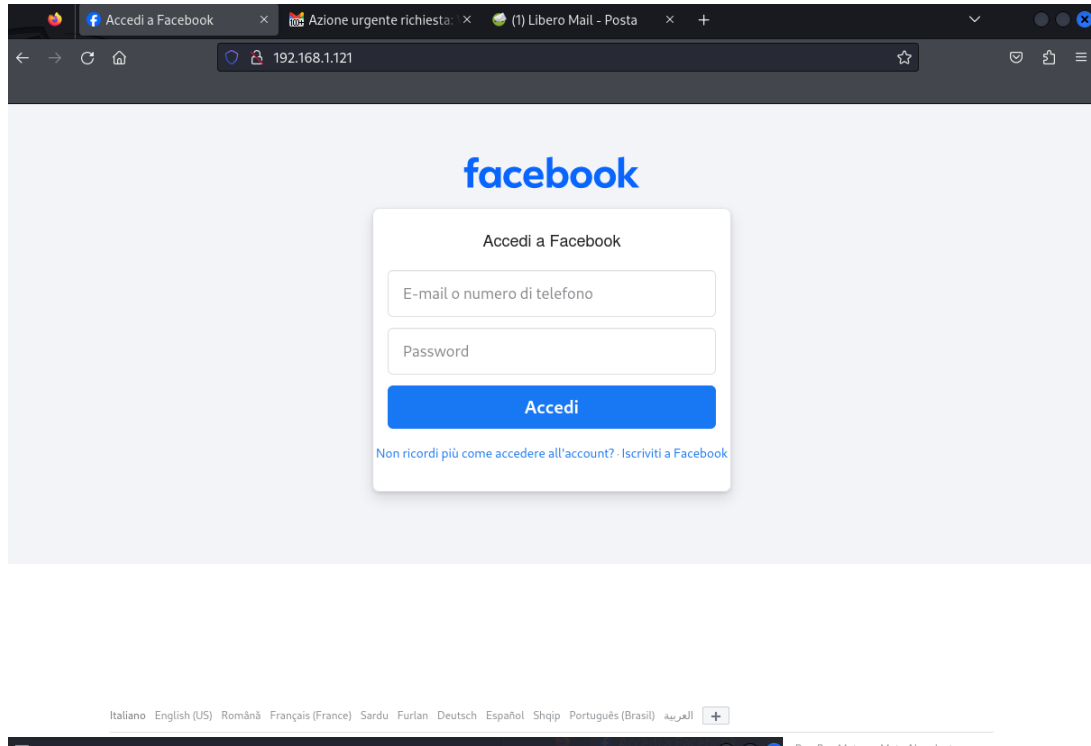 Accedi a Facebook
Azione urgente richiesta:
(1) Libero Mail - Posta
192.168.1.121
facebook
Accedi a Facebook
E-mail o numero di telefono
Password
Accedi
Non ricordi più come accedere all'account? · Iscriviti a Facebook
Italiano English (US) Română Français (France) Sardu Furlan Deutsch Español Shqip Português (Brasil) العربية